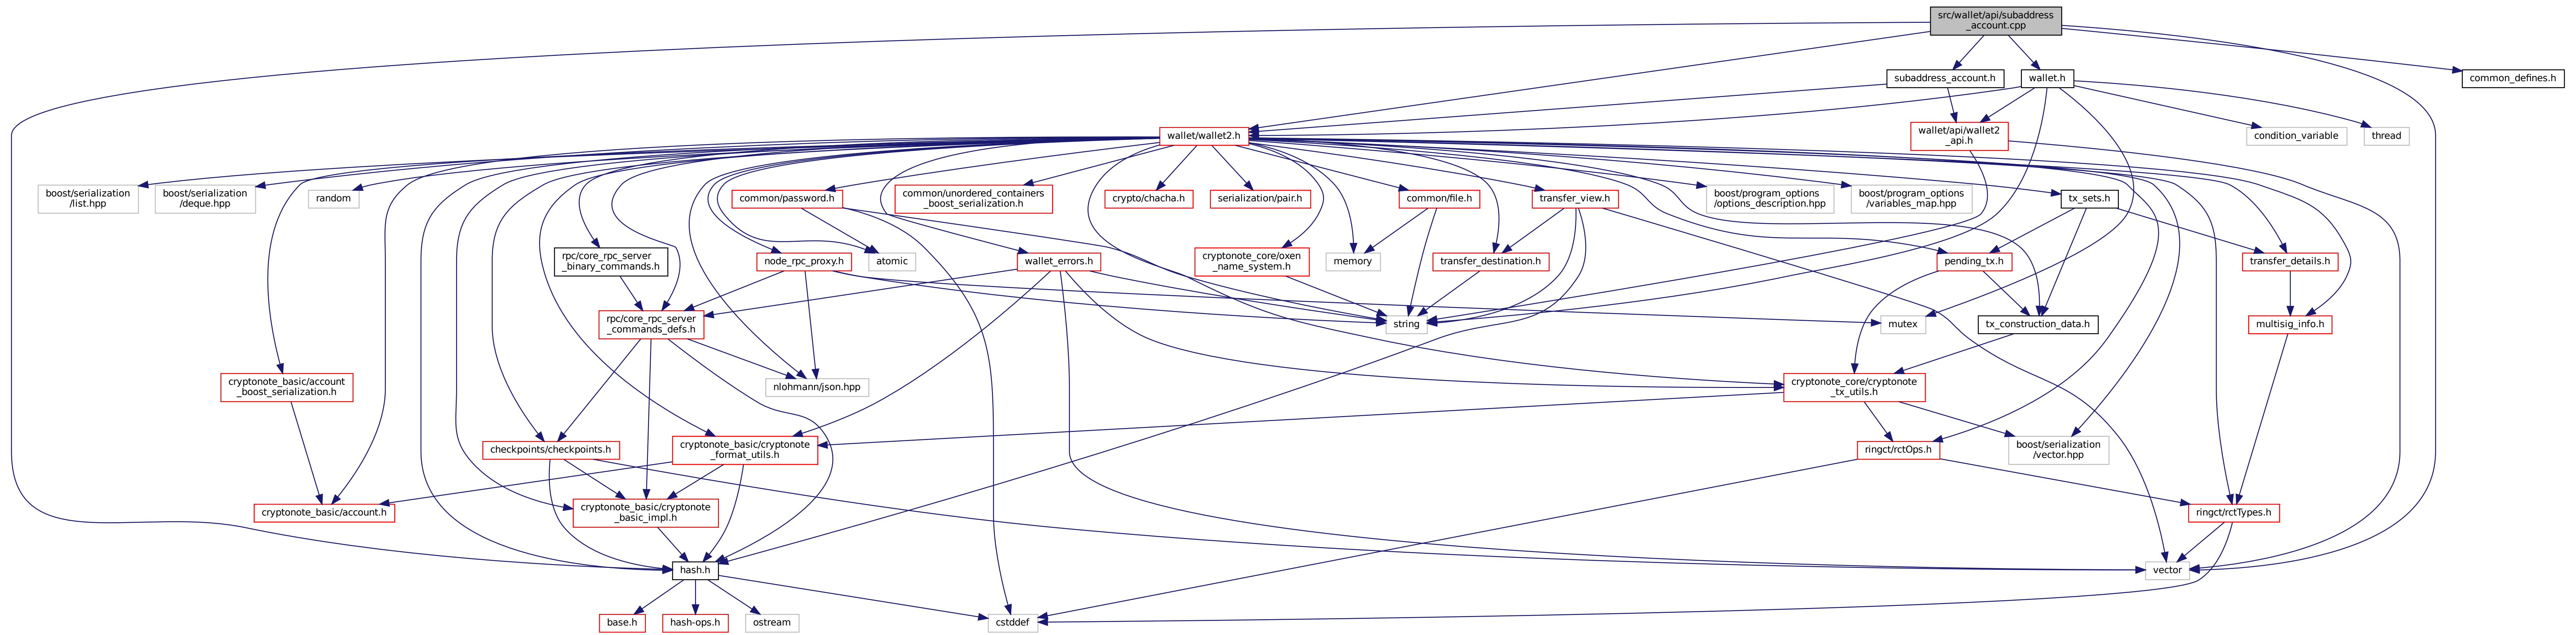 src/wallet/api/subaddress
_account.cpp
subaddress_account.h
wallet.h
common_defines.h
wallet/wallet2.h
wallet/api/wallet2
_api.h
condition_variable
thread
boost/serialization
/list.hpp
boost/serialization
/deque.hpp
random
common/password.h
common/unordered_containers
_boost_serialization.h
crypto/chacha.h
serialization/pair.h
common/file.h
transfer_view.h
boost/program_options
/options_description.hpp
boost/program_options
/variables_map.hpp
tx_sets.h
rpc/core_rpc_server
_binary_commands.h
node_rpc_proxy.h
atomic
wallet_errors.h
cryptonote_core/oxen
_name_system.h
memory
transfer_destination.h
pending_tx.h
transfer_details.h
rpc/core_rpc_server
_commands_defs.h
string
mutex
tx_construction_data.h
multisig_info.h
cryptonote_basic/account
_boost_serialization.h
nlohmann/json.hpp
cryptonote_core/cryptonote
_tx_utils.h
checkpoints/checkpoints.h
cryptonote_basic/cryptonote
_format_utils.h
ringct/rctOps.h
boost/serialization
/vector.hpp
cryptonote_basic/account.h
cryptonote_basic/cryptonote
_basic_impl.h
ringct/rctTypes.h
hash.h
vector
base.h
hash-ops.h
ostream
cstddef